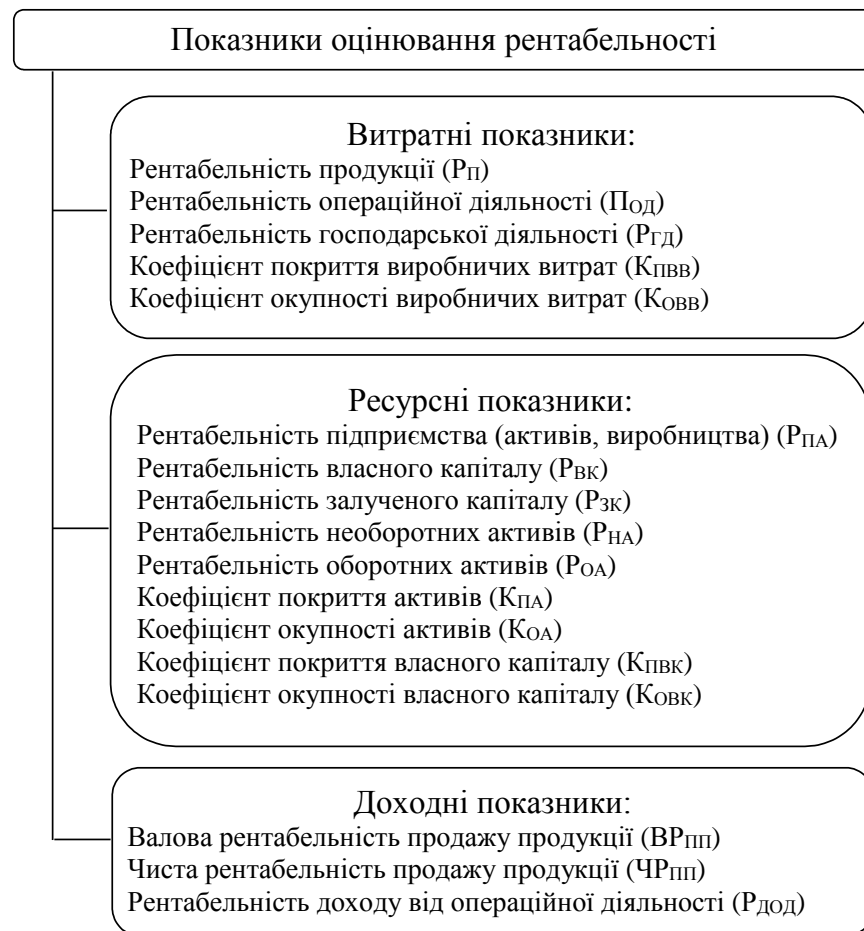 Показники оцінювання рентабельності
Витратні показники:
Рентабельність продукції (РП)
Рентабельність операційної діяльності (ПОД)
Рентабельність господарської діяльності (РГД)
Коефіцієнт покриття виробничих витрат (КПВВ)
Коефіцієнт окупності виробничих витрат (КОВВ)
Ресурсні показники:
Рентабельність підприємства (активів, виробництва) (РПА)
Рентабельність власного капіталу (РВК)
Рентабельність залученого капіталу (РЗК)
Рентабельність необоротних активів (РНА)
Рентабельність оборотних активів (РОА)
Коефіцієнт покриття активів (КПА)
Коефіцієнт окупності активів (КОА)
Коефіцієнт покриття власного капіталу (КПВК)
Коефіцієнт окупності власного капіталу (КОВК)
Доходні показники:
Валова рентабельність продажу продукції (ВРПП)
Чиста рентабельність продажу продукції (ЧРПП)
Рентабельність доходу від операційної діяльності (РДОД)